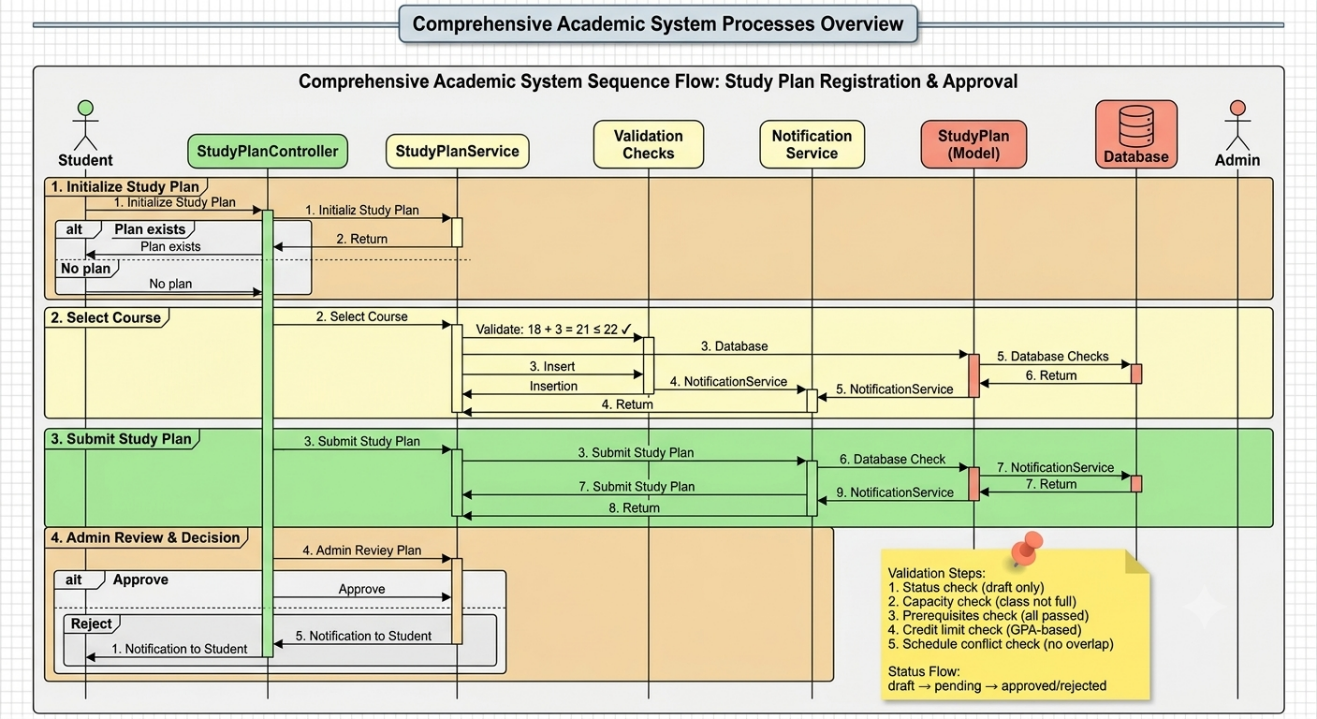 Comprehensive Academic System Processes Overview
Comprehensive Academic System Sequence Flow: Study Plan Registration & Approval
Student
StudyPlanController
StudyPlanService
Validation
Checks
Notification
Service
StudyPlan
(Model)
Database
Admin
1. Initialize Study Plan
1. Initialize Study Plan
1. Initializ Study Plan
alt
Plan exists
Plan exists
2. Return
No plan
No plan
2. Select Course
2. Select Course
Validate: 18 + 3 = 21 ≤ 22 ✓
3. Database
5. Database Checks
3. Insert
6. Return
Insertion
4. NotificationService
5. NotificationService
4. Return
3. Submit Study Plan
3. Submit Study Plan
3. Submit Study Plan
6. Database Check
7. NotificationService
7. Submit Study Plan
9. NotificationService
7. Return
8. Return
4. Admin Review & Decision
4. Admin Reviey Plan
alt
Approve
Approve
Reject
5. Notification to Student
1. Notification to Student
Validation Steps:
1. Status check (draft only)
2. Capacity check (class not full)
3. Prerequisites check (all passed)
4. Credit limit check (GPA-based)
5. Schedule conflict check (no overlap)
Status Flow:
draft → pending → approved/rejected